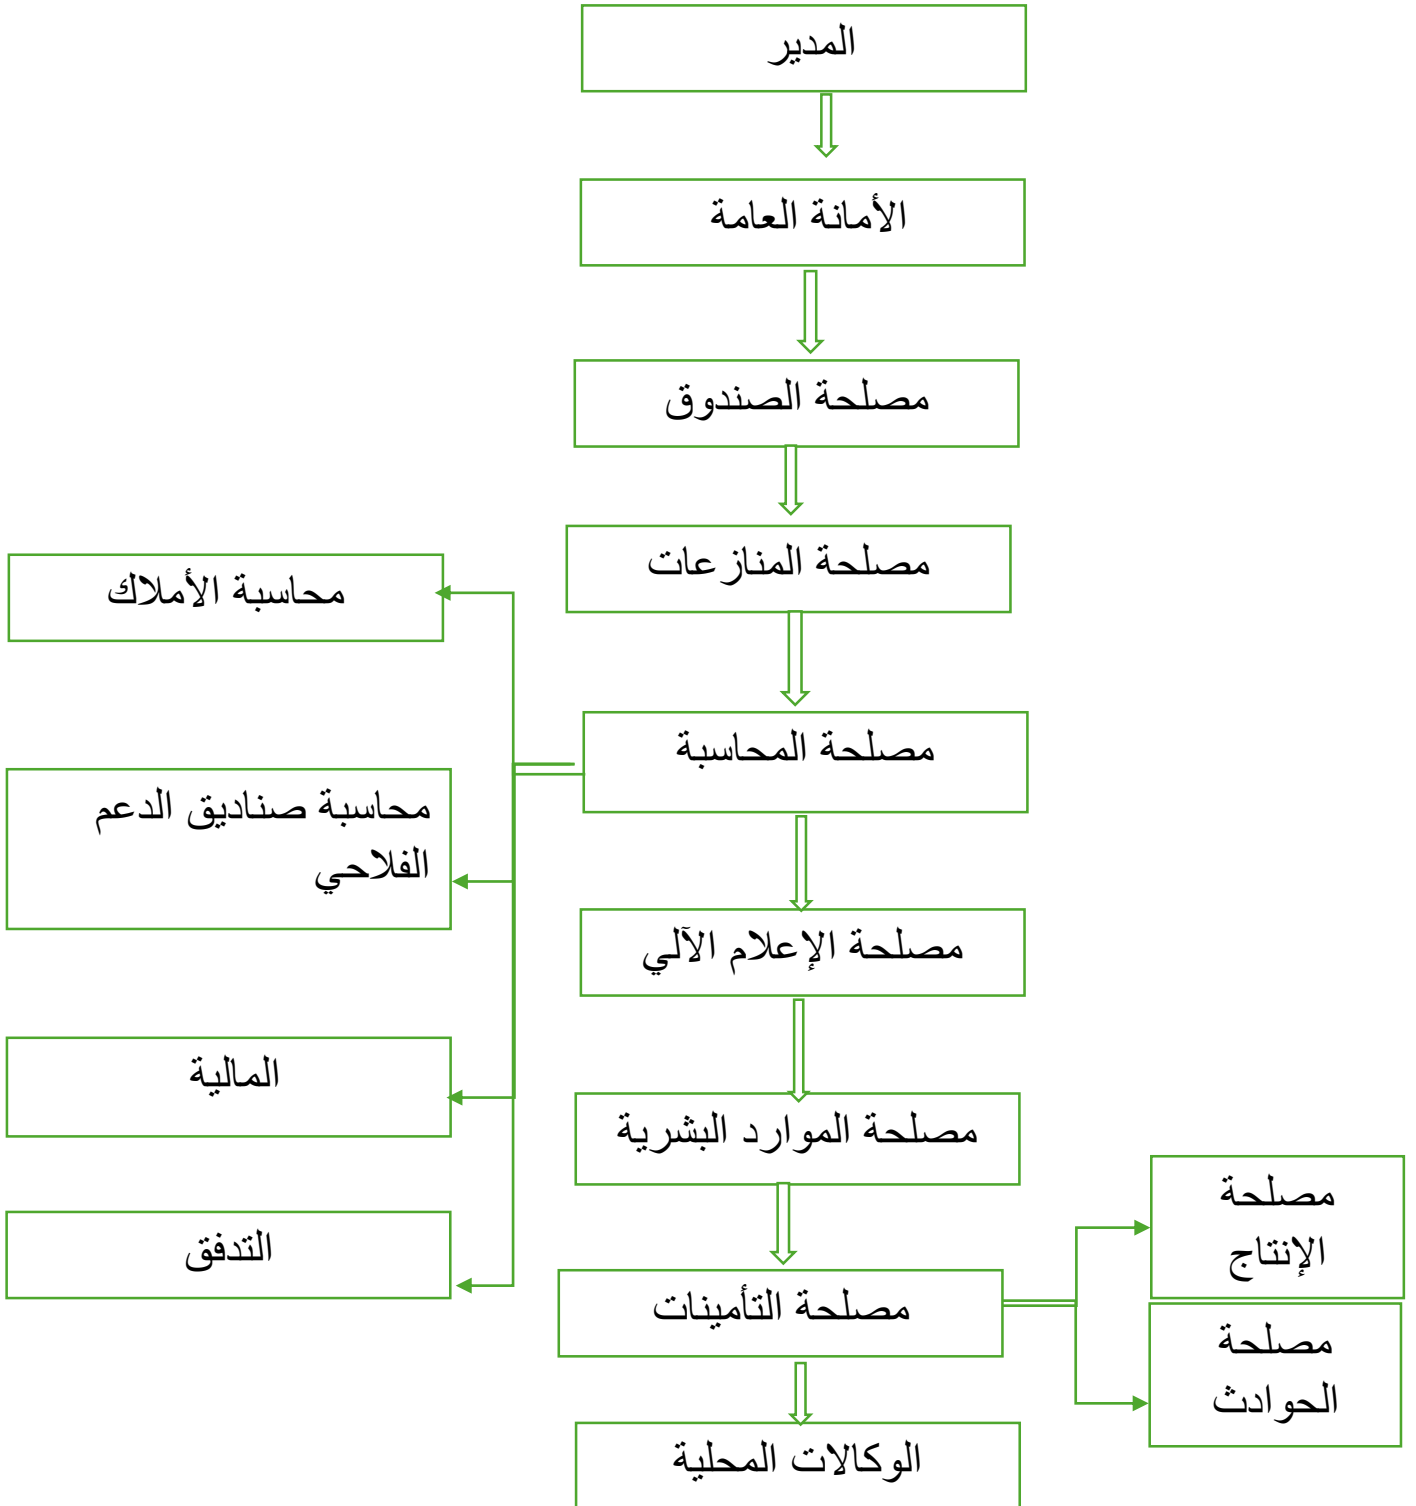 المدير
الأمانة العامة
مصلحة الصندوق
مصلحة المنازعات
محاسبة الأملاك
مصلحة المحاسبة
محاسبة صناديق الدعم
الفلاحي
مصلحة الإعلام الآلي
المالية
مصلحة الموارد البشرية
مصلحة
الإنتاج
التدفق
مصلحة التأمينات
مصلحة
الحوادث
الوكالات المحلية